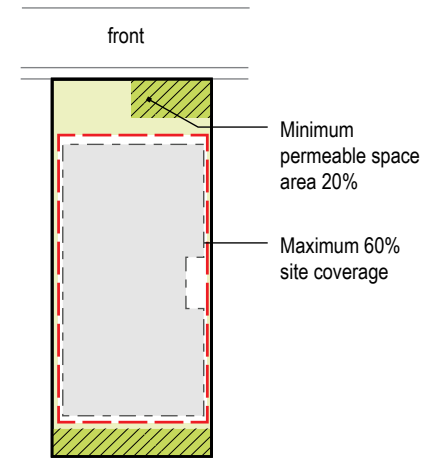 front
Minimum
permeable space
area 20%
Maximum 60%
site coverage